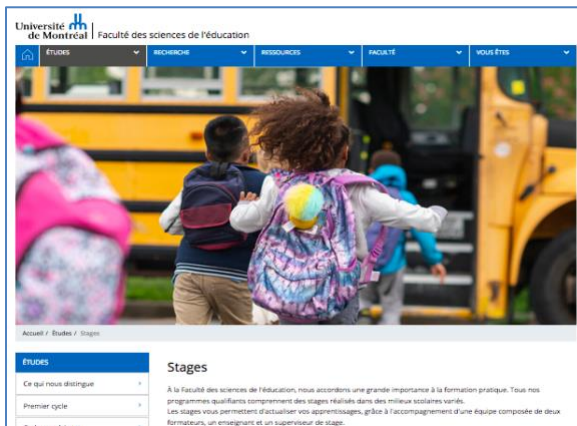 Université
de Montréal
Faculté des sciences de l'éducation
ÉTUDES
RECHERCHE
RESSOURCES
FACULTÉ
VOUS ÊTES
Accueil / Études / Stages
ÉTUDES
Ce qui nous distingue
Premier cycle
Stages
À la Faculté des sciences de l'éducation, nous accordons une grande importance à la formation pratique. Tous nos
programmes qualifiants comprennent des stages réalisés dans des milieux scolaires variés.
Les stages vous permettent d'actualiser vos apprentissages, grâce à l'accompagnement d'une équipe composée de deux
formateurs, un enseignant et un superviseur de stage.